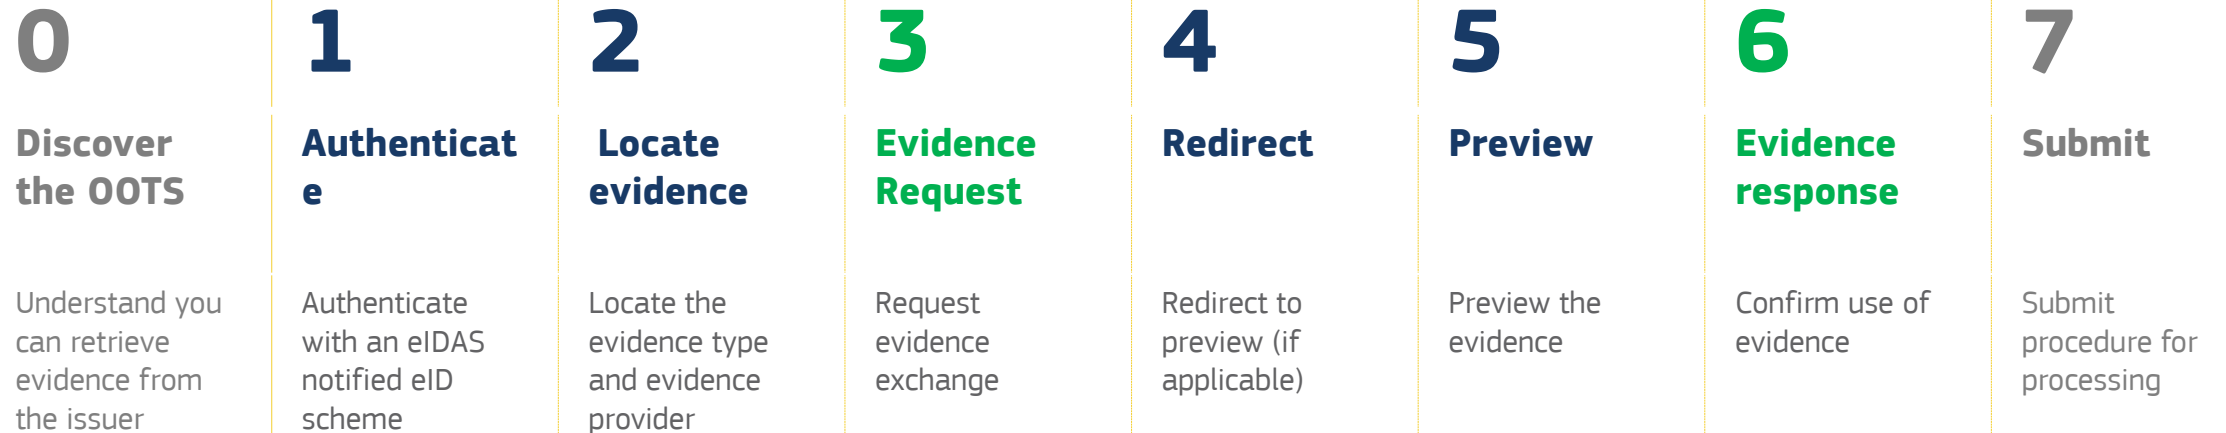 0
Discover
the OOTS
Understand you
can retrieve
evidence from
the issuer
1
Authenticat
e
Authenticate
with an eIDAS
notified eID
scheme
2
Locate
evidence
Locate the
evidence type
and evidence
provider
3
Evidence
Request
Request
evidence
exchange
4
Redirect
Redirect to
preview (if
applicable)
5
Preview
Preview the
evidence
6
Evidence
response
Confirm use of
evidence
7
Submit
Submit
procedure for
processing